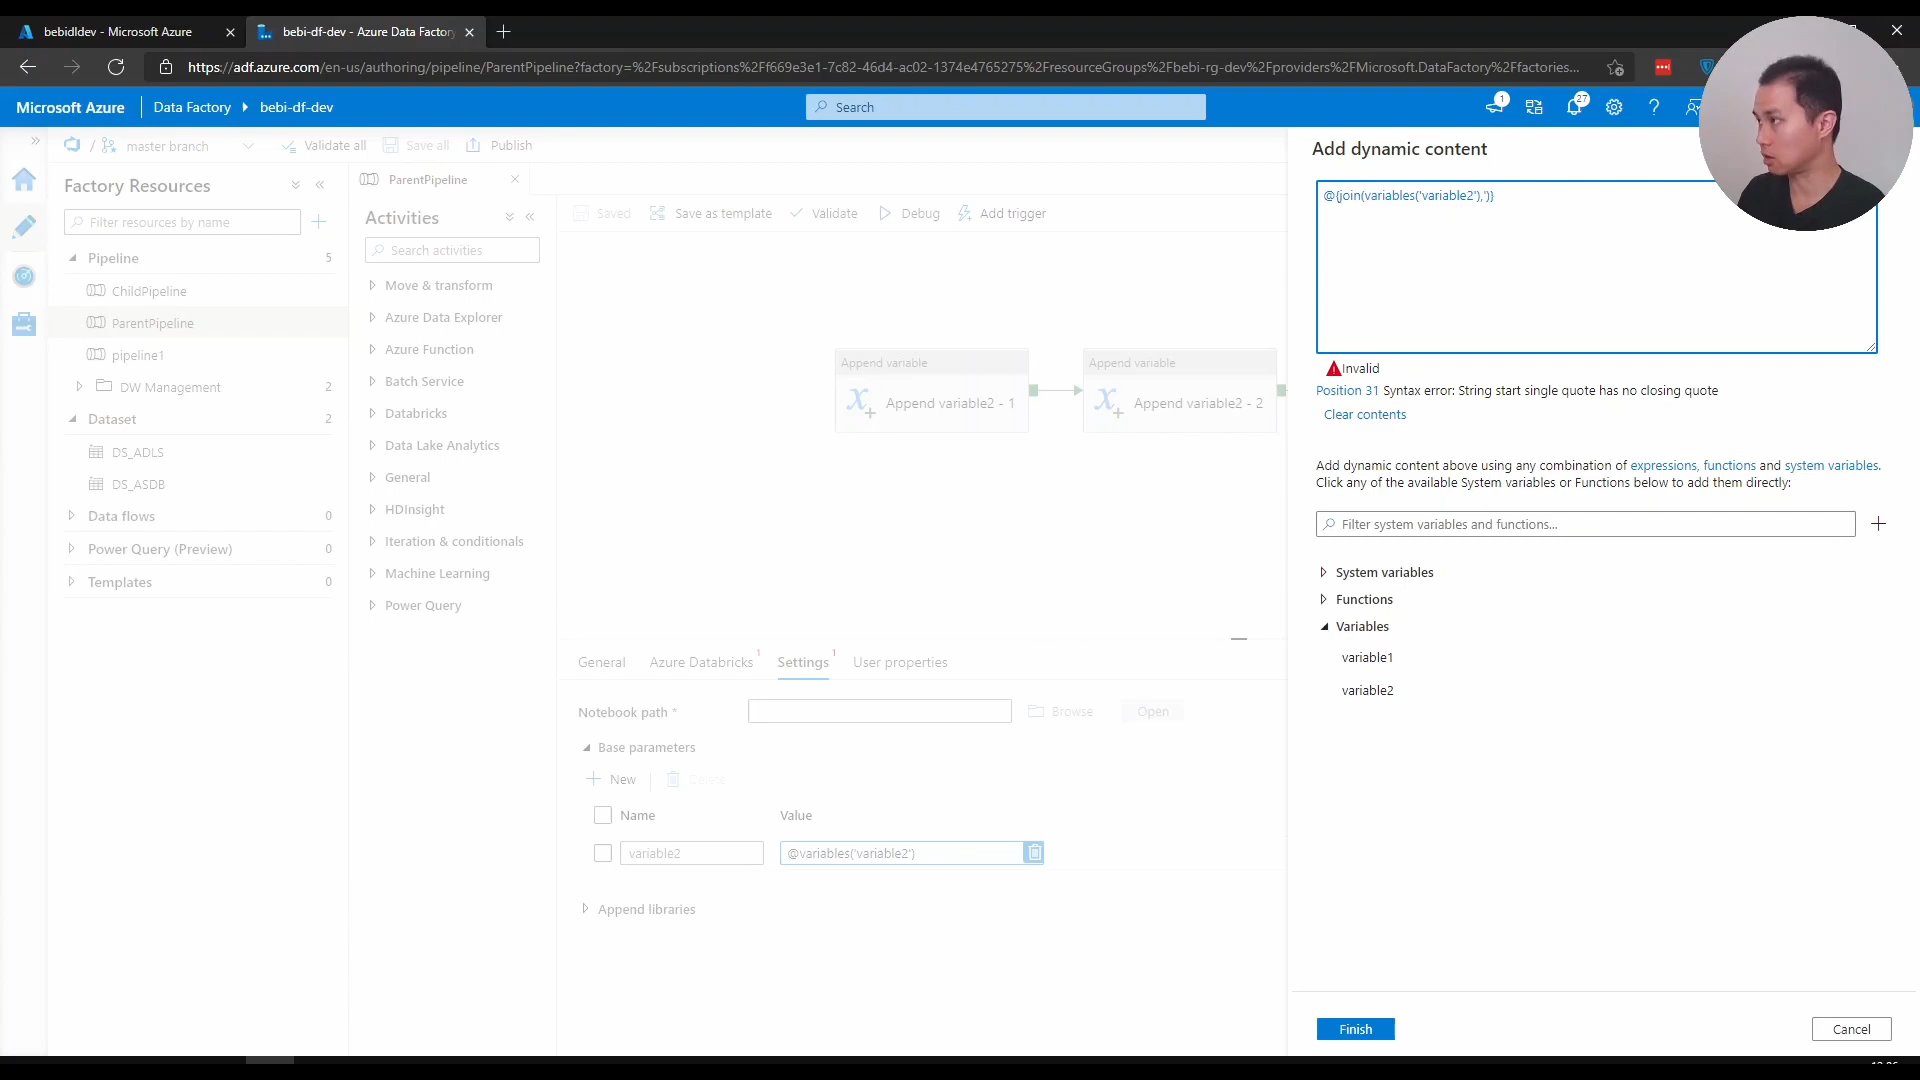 bebidldev - Microsoft Azure
bebi-df-dev - Azure Data Factory
https://adf.azure.com/en-us/authoring/pipeline/ParentPipeline?factory=%2Fsubscriptions%2Ff669e3e1-7c82-46d4-ac02-1374e4765275%2FresourceGroups%2Fbebi-rg-dev%2Fproviders%2FMicrosoft.DataFactory%2Ffactories...
Microsoft Azure
Data Factory
bebi-df-dev
Search
1
27
/ master branch
Validate all
Save all
Publish
Factory Resources
Filter resources by name
Pipeline 5
ChildPipeline
ParentPipeline
pipeline1
DW Management 2
Dataset 2
DS_ADLS
DS_ASDB
Data flows 0
Power Query (Preview) 0
Templates 0
ParentPipeline
Activities
Search activities
Move & transform
Azure Data Explorer
Azure Function
Batch Service
Databricks
Data Lake Analytics
General
HDInsight
Iteration & conditionals
Machine Learning
Power Query
Saved
Save as template
Validate
Debug
Add trigger
Append variable
Append variable2 - 1
Append variable
Append variable2 - 2
General
Azure Databricks 1
Settings 1
User properties
Notebook path *
Browse
Open
Base parameters
New
Delete
Name
Value
variable2
@variables('variable2')
Append libraries
Add dynamic content
@{join(variables('variable2'),')}
Invalid
Position 31 Syntax error: String start single quote has no closing quote
Clear contents
Add dynamic content above using any combination of expressions, functions and system variables.
Click any of the available System variables or Functions below to add them directly:
Filter system variables and functions...
System variables
Functions
Variables
variable1
variable2
Finish
Cancel